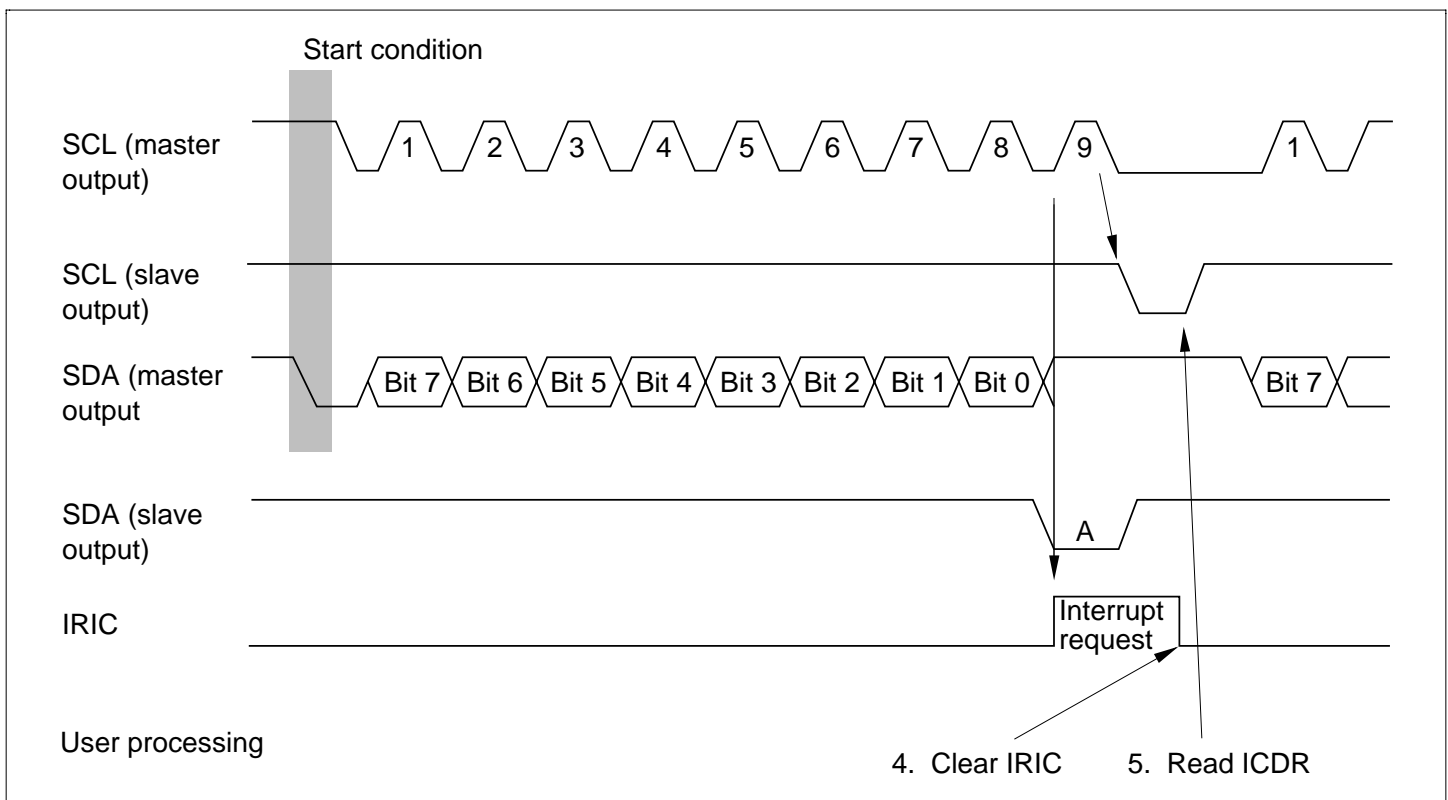 Start condition
SCL (master
output)
1 2 3 4 5 6 7 8 9 1
SCL (slave
output)
SDA (master
output
Bit 7 Bit 6 Bit 5 Bit 4 Bit 3 Bit 2 Bit 1 Bit 0 Bit 7
SDA (slave
output)
A
IRIC
Interrupt
request
User processing
4. Clear IRIC 5. Read ICDR